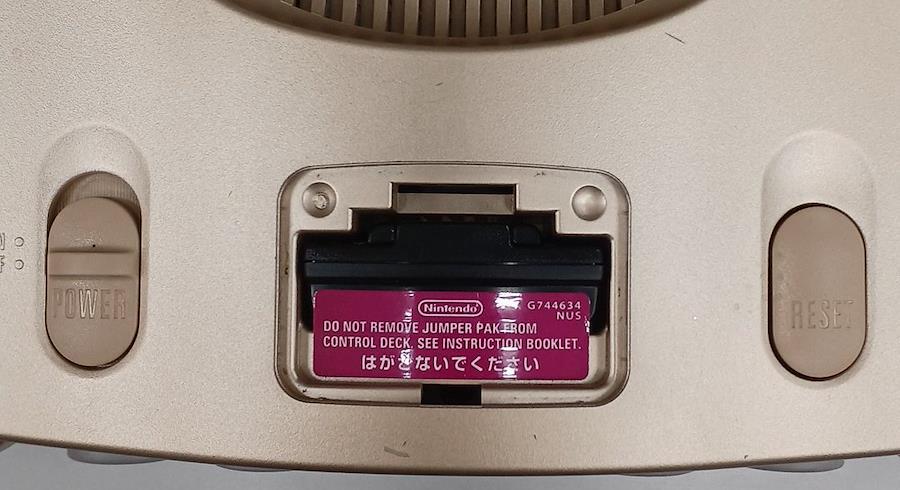 POWER
Nintendo
G744634
NUS
DO NOT REMOVE JUMPER PAK FROM
CONTROL DECK. SEE INSTRUCTION BOOKLET.
はがさないでください
RESET